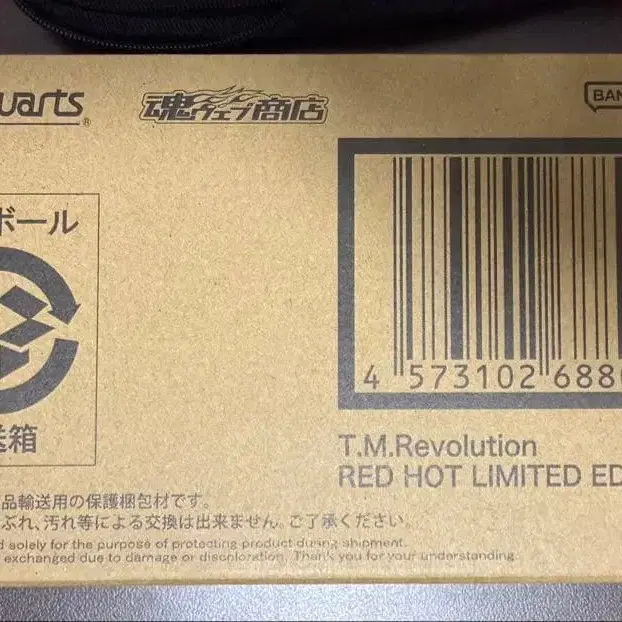 uarts
®
魂ウェブ商店
BAN
ボール
4 573102 688
T.M.Revolution
RED HOT LIMITED ED
送箱
品輸送用の保護梱包材です。
ぶれ、汚れ等による交換は出来ません。ご了承ください。
d solely for the purpose of protecting product during shipment.
exchanged due to damage or discoloration. Thank you for your understanding.